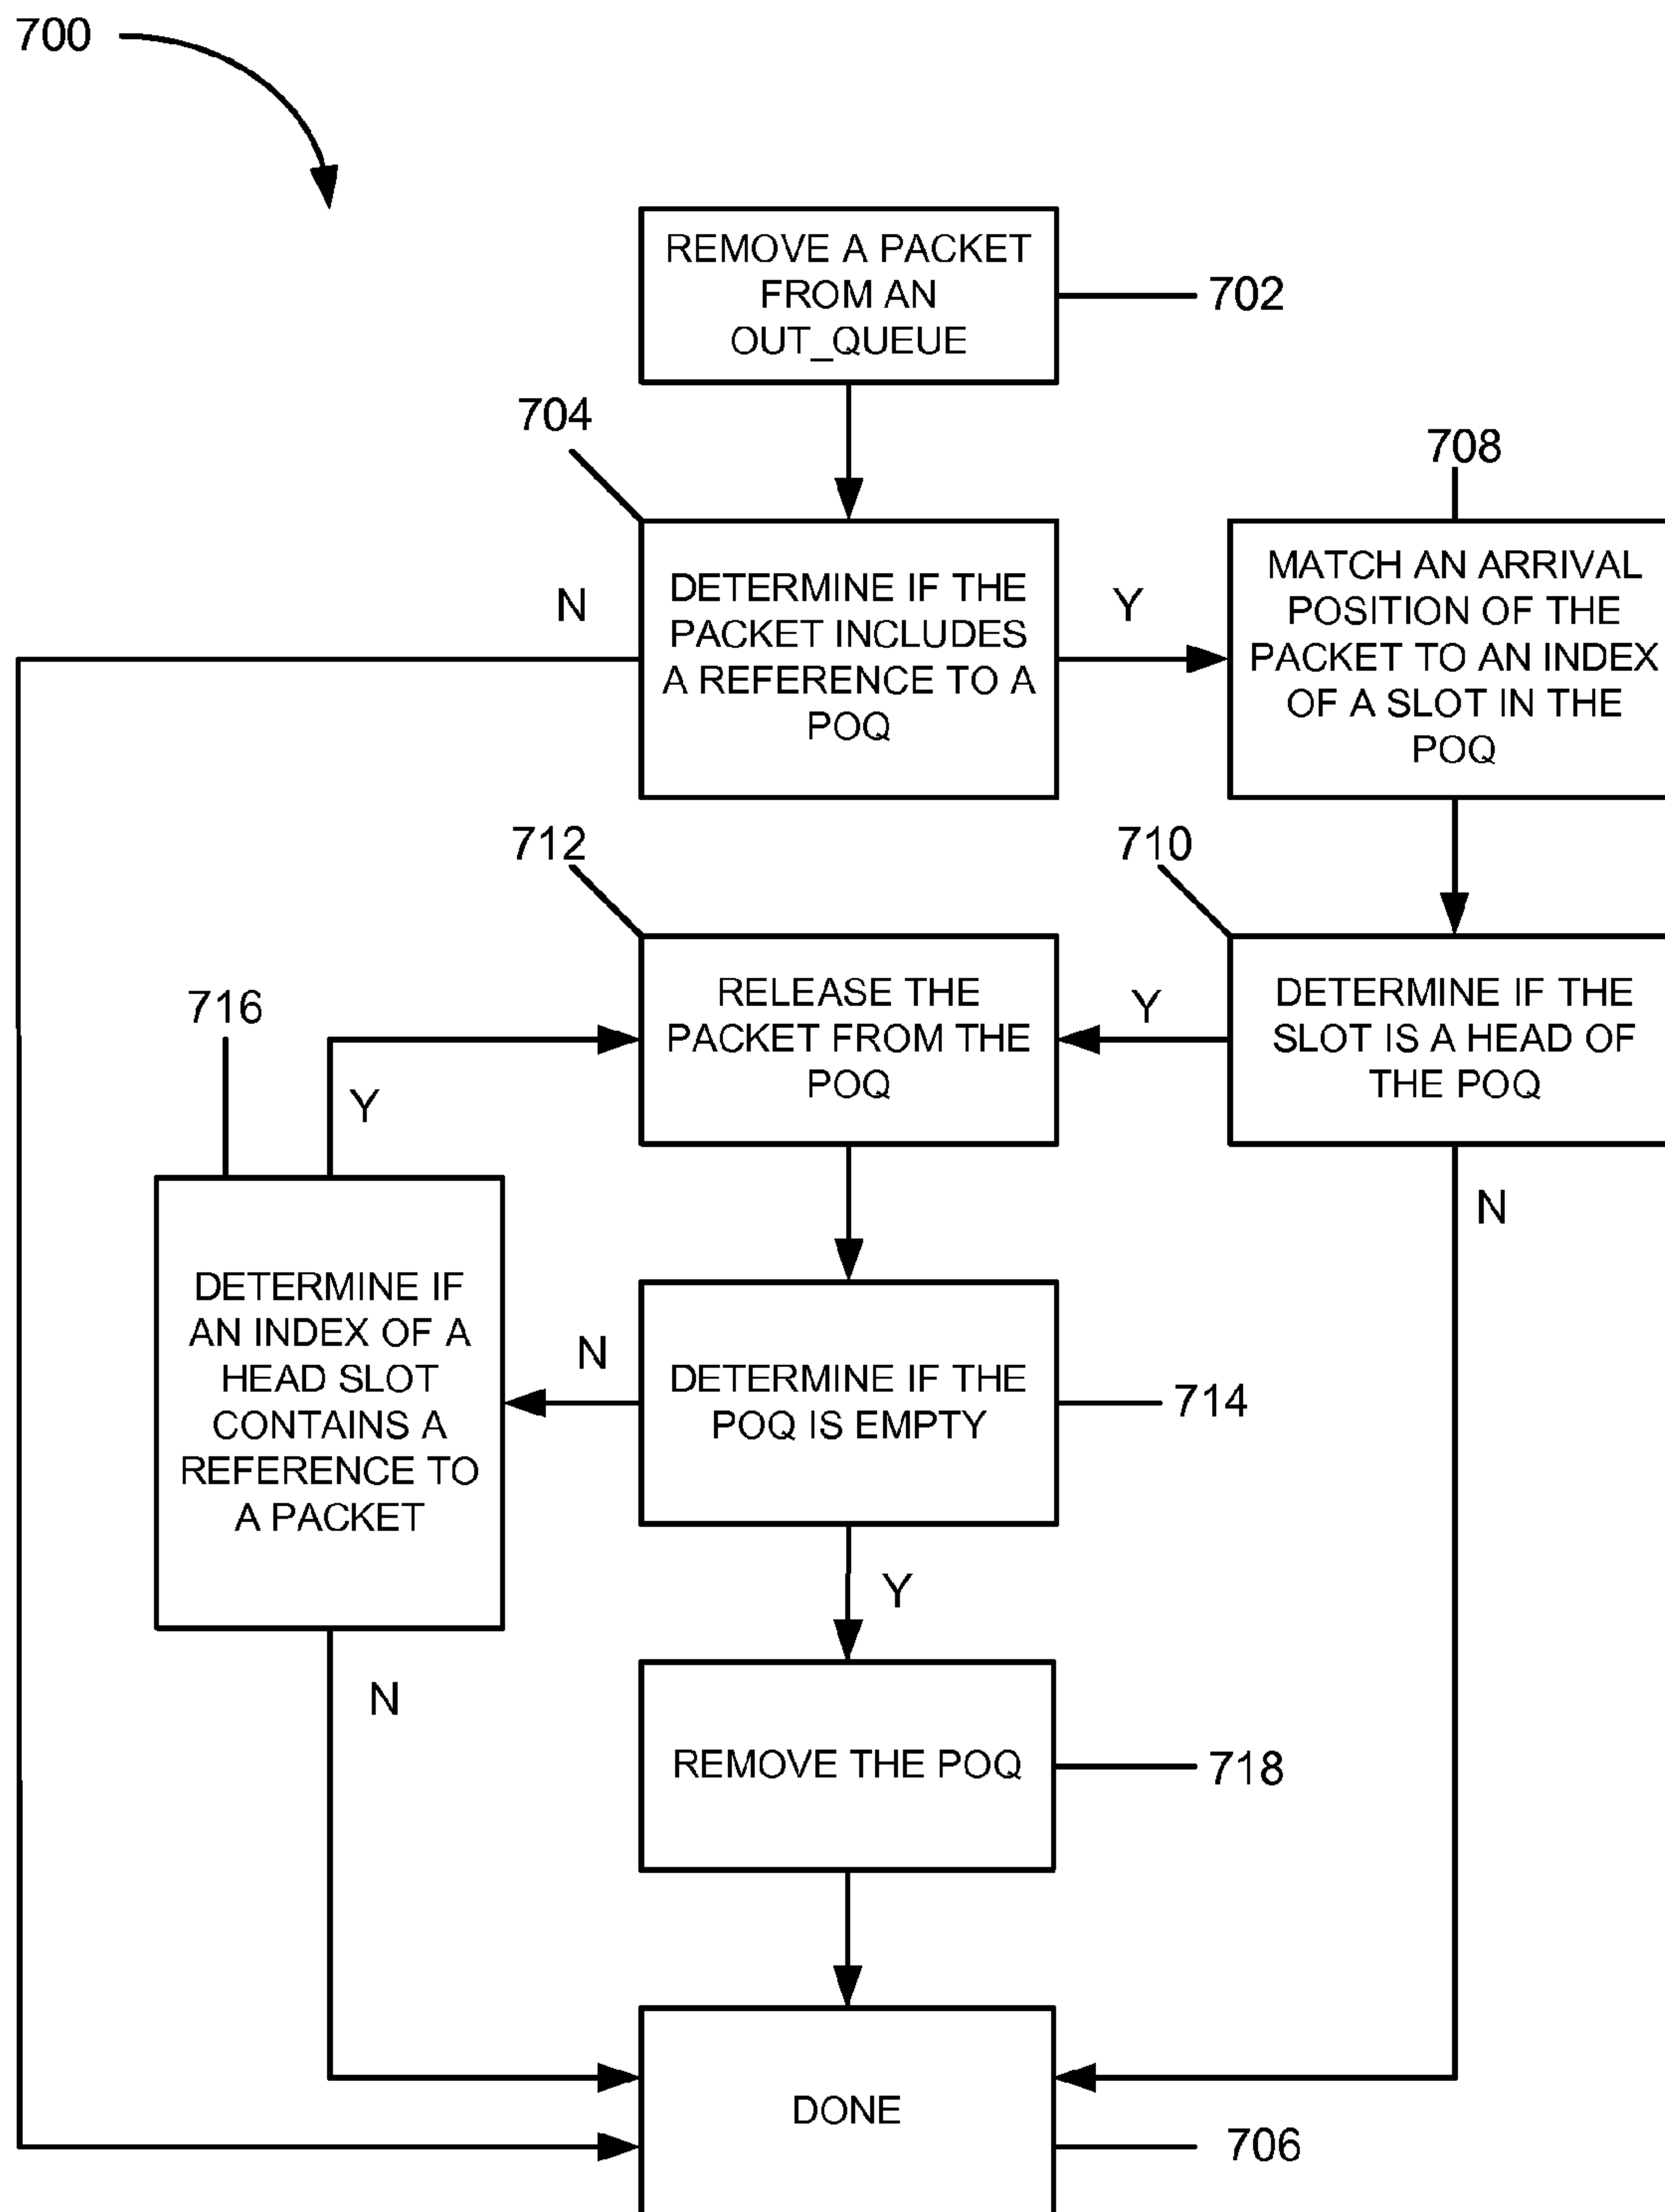 700
REMOVE A PACKET
FROM AN
OUT_QUEUE
702
704
708
DETERMINE IF THE
PACKET INCLUDES
A REFERENCE TO A
POQ
N
Y
MATCH AN ARRIVAL
POSITION OF THE
PACKET TO AN INDEX
OF A SLOT IN THE
POQ
712
710
RELEASE THE
PACKET FROM THE
POQ
Y
DETERMINE IF THE
SLOT IS A HEAD OF
THE POQ
716
Y
N
DETERMINE IF
AN INDEX OF A
HEAD SLOT
CONTAINS A
REFERENCE TO
A PACKET
N
DETERMINE IF THE
POQ IS EMPTY
714
Y
N
REMOVE THE POQ
718
DONE
706